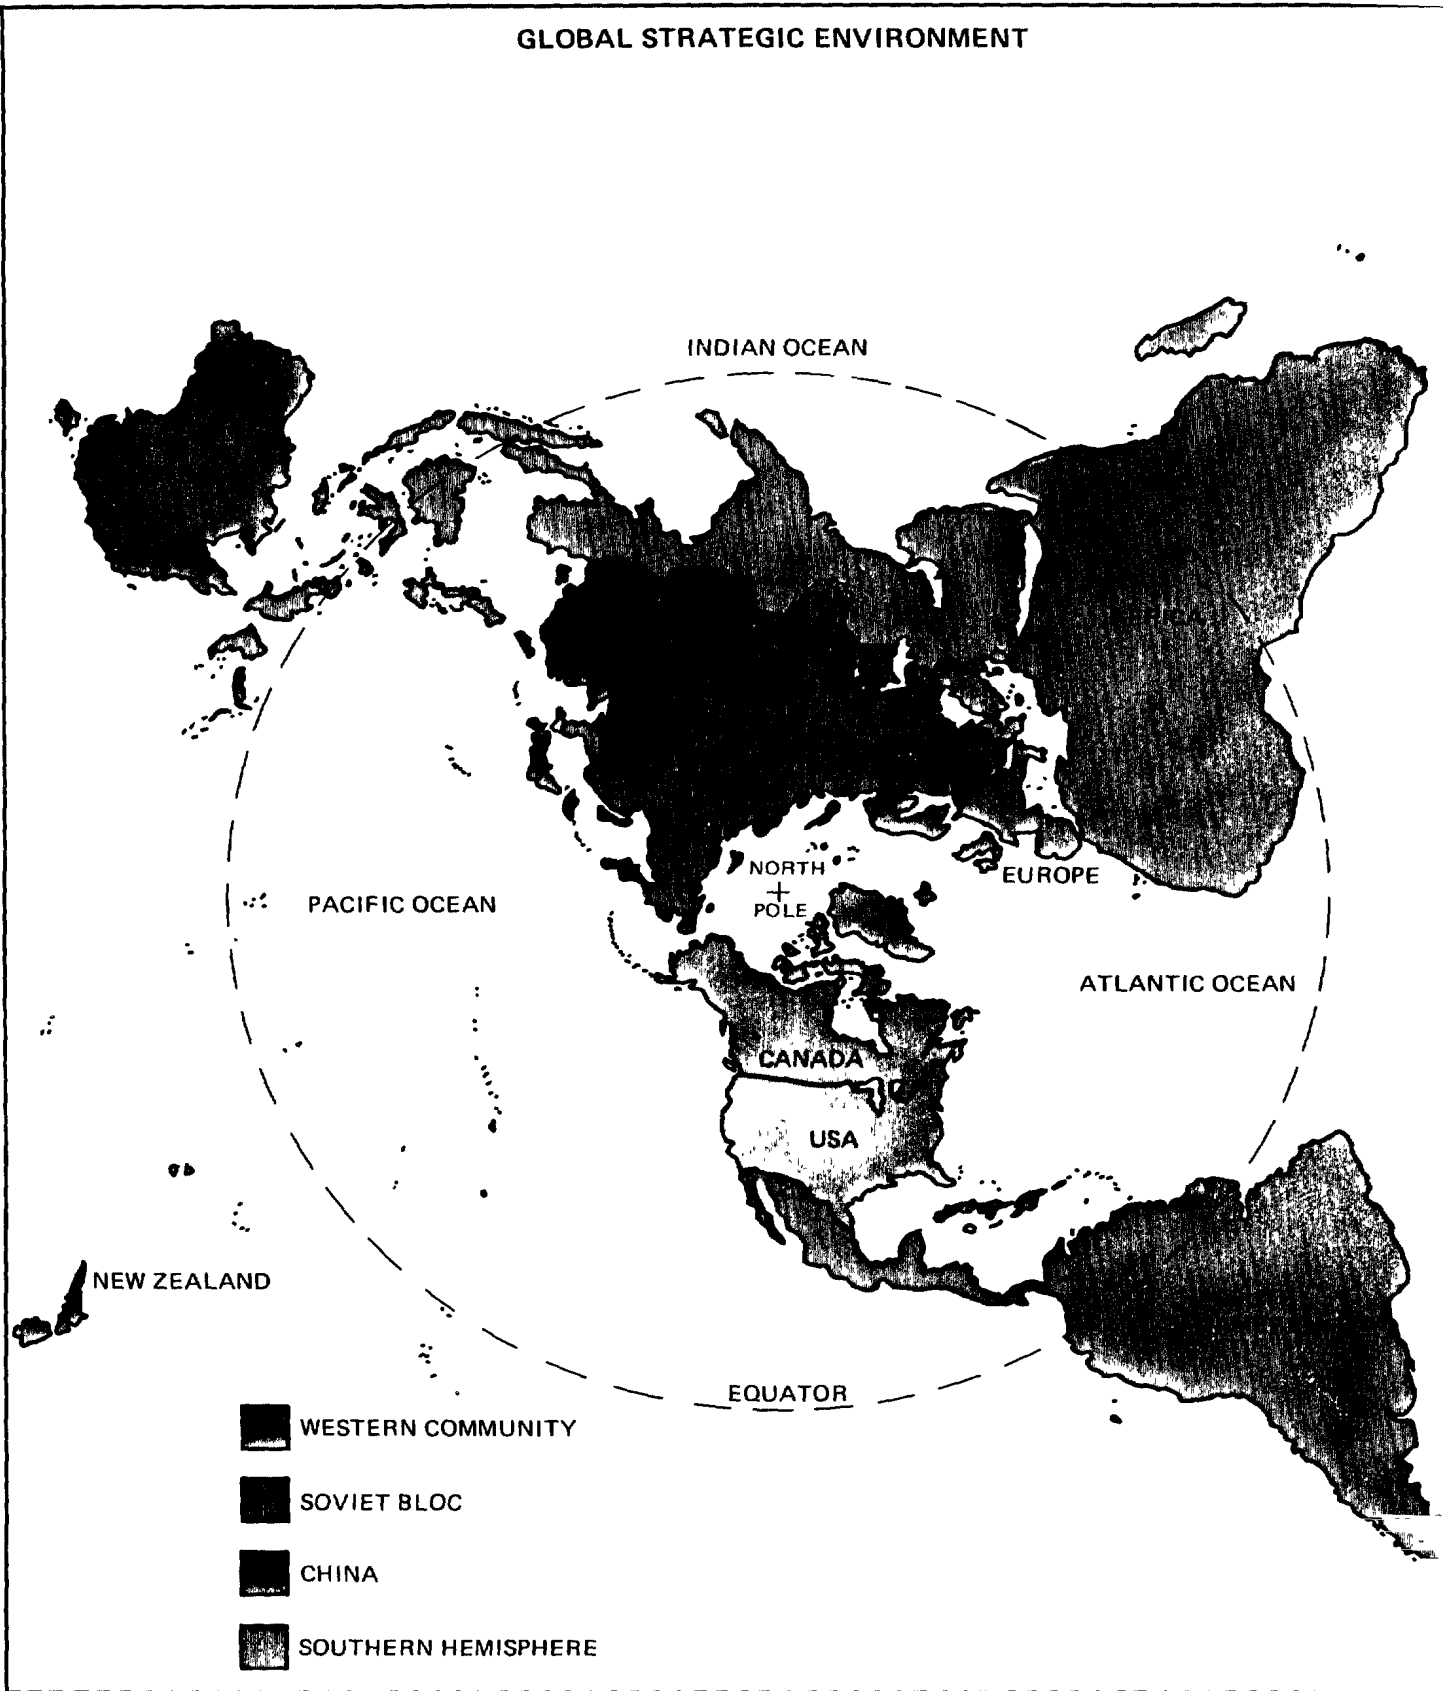 GLOBAL STRATEGIC ENVIRONMENT
INDIAN OCEAN
NORTH
POLE
EUROPE
PACIFIC OCEAN
ATLANTIC OCEAN
CANADA
USA
NEW ZEALAND
EQUATOR
WESTERN COMMUNITY
SOVIET BLOC
CHINA
SOUTHERN HEMISPHERE